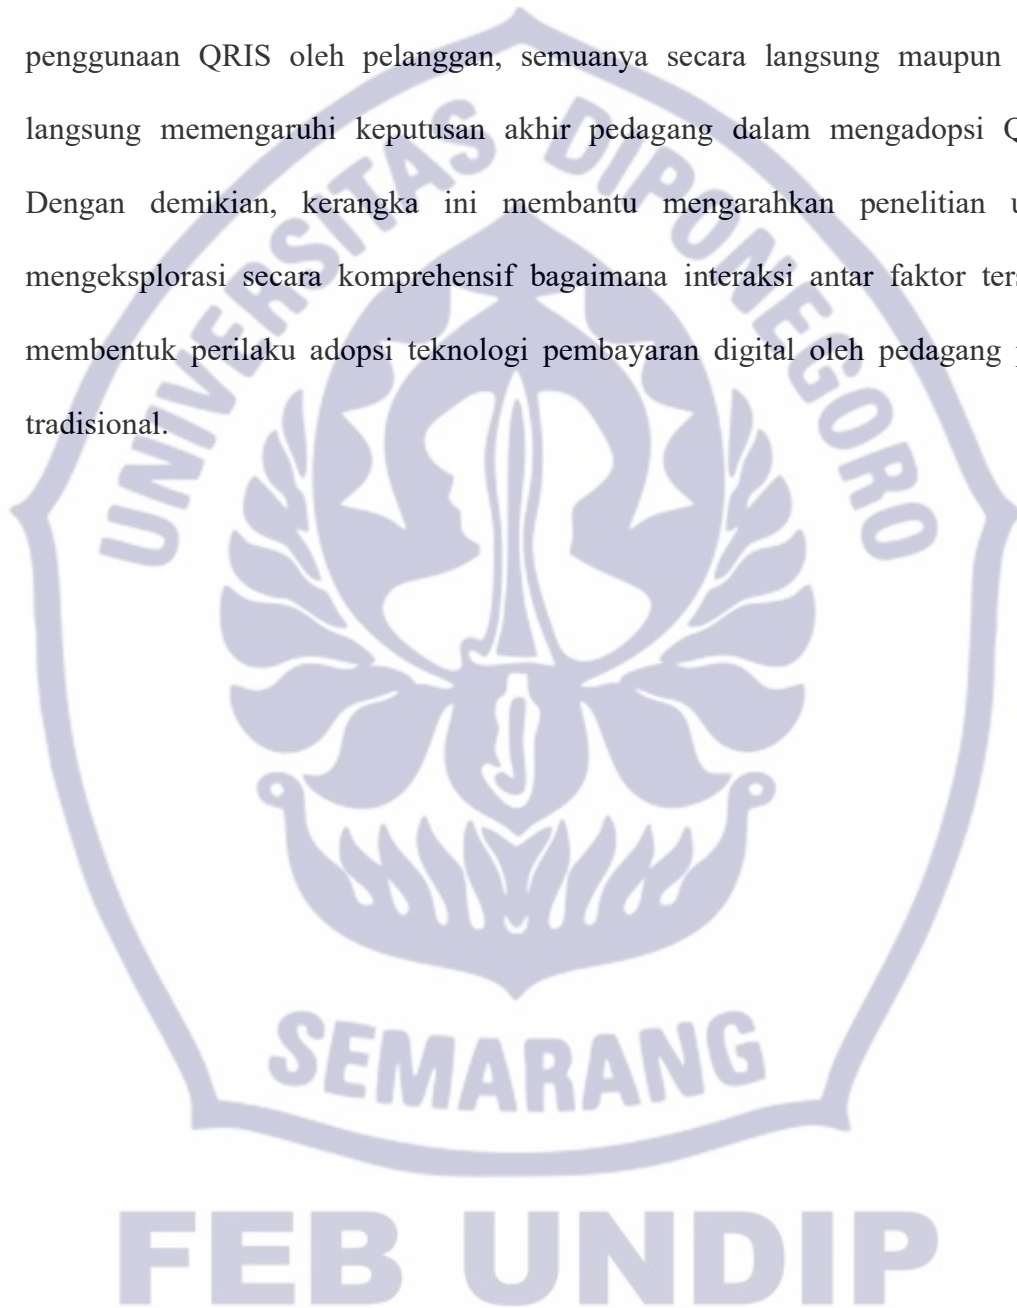 penggunaan QRIS oleh pelanggan, semuanya secara langsung maupun
langsung memengaruhi keputusan akhir pedagang dalam mengadopsi
Dengan demikian, kerangka ini membantu mengarahkan penelitian
mengeksplorasi secara komprehensif bagaimana interaksi antar faktor
membentuk perilaku adopsi teknologi pembayaran digital oleh pedagang
tradisional.
UNIVERSITAS DIPONEGORO
SEMARANG
FEB UNDIP